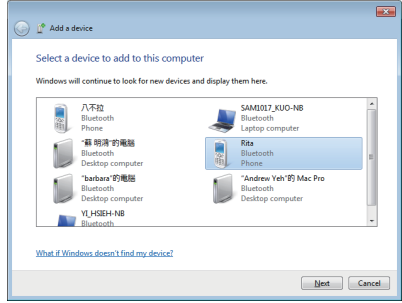 Add a device
Select a device to add to this computer
Windows will continue to look for new devices and display them here.
八不拉
Bluetooth
Phone
SAM1017_KUO-NB
Bluetooth
Laptop computer
"蘇 明清"的電腦
Bluetooth
Desktop computer
Rita
Bluetooth
Phone
"barbara"的電腦
Bluetooth
Desktop computer
"Andrew Yeh"的 Mac Pro
Bluetooth
Desktop computer
YI_HSIEH-NB
Bluetooth
What if Windows doesn't find my device?
Next
Cancel